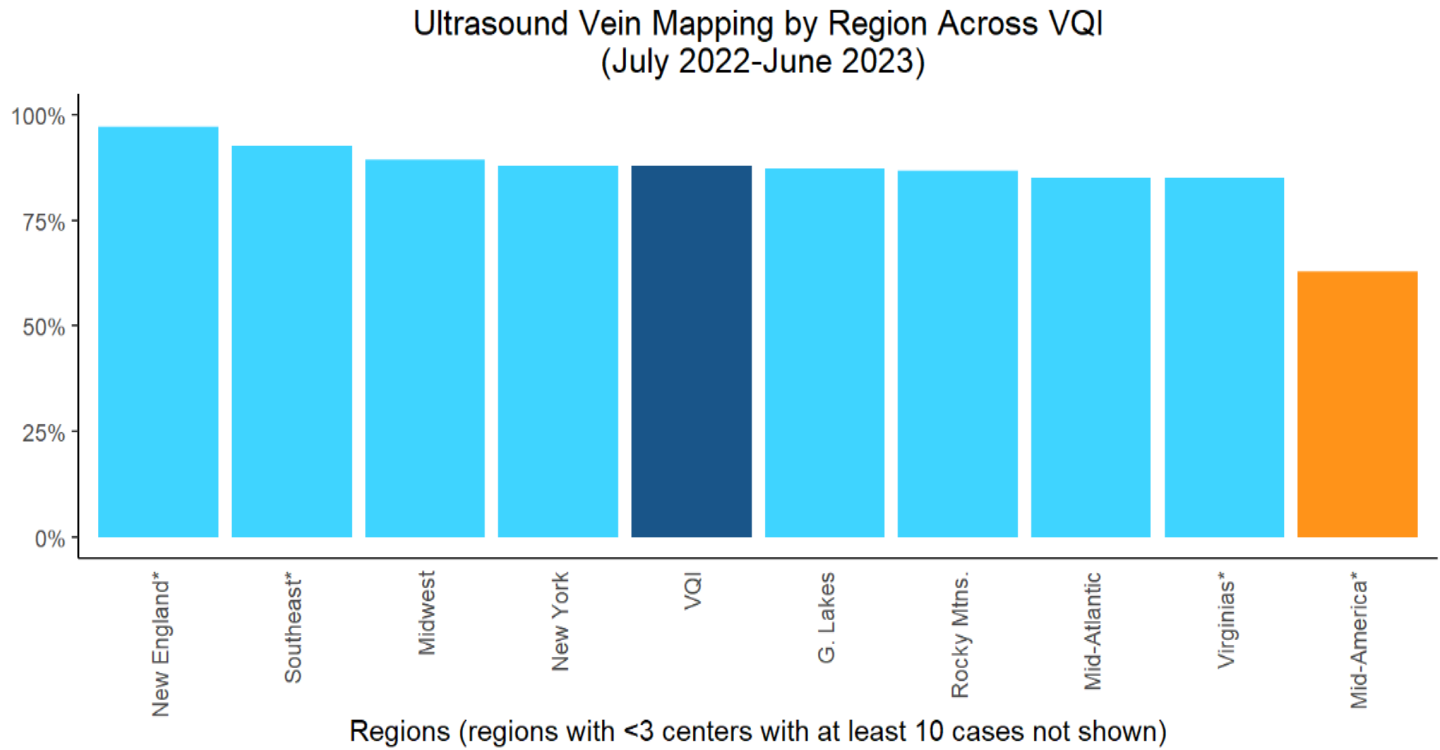 Ultrasound Vein Mapping by Region Across VQI
(July 2022-June 2023)
100%
75%
50%
25%
0%
New England*
Southeast*
Midwest
New York
VQI
G. Lakes
Rocky Mtns.
Mid-Atlantic
Virginias*
Mid-America*
Regions (regions with <3 centers with at least 10 cases not shown)